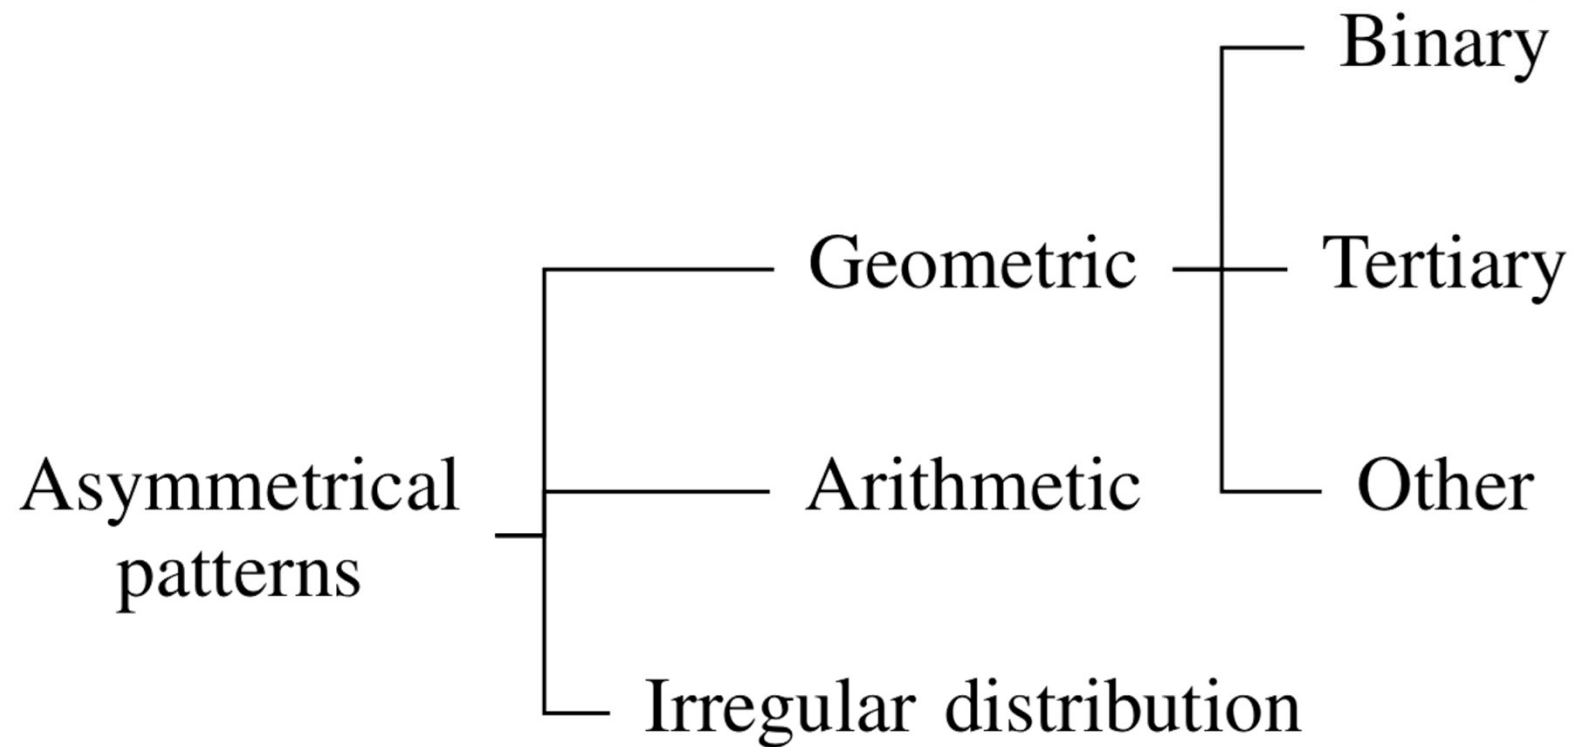 Binary
Geometric
Tertiary
Asymmetrical
patterns
Arithmetic
Other
Irregular distribution